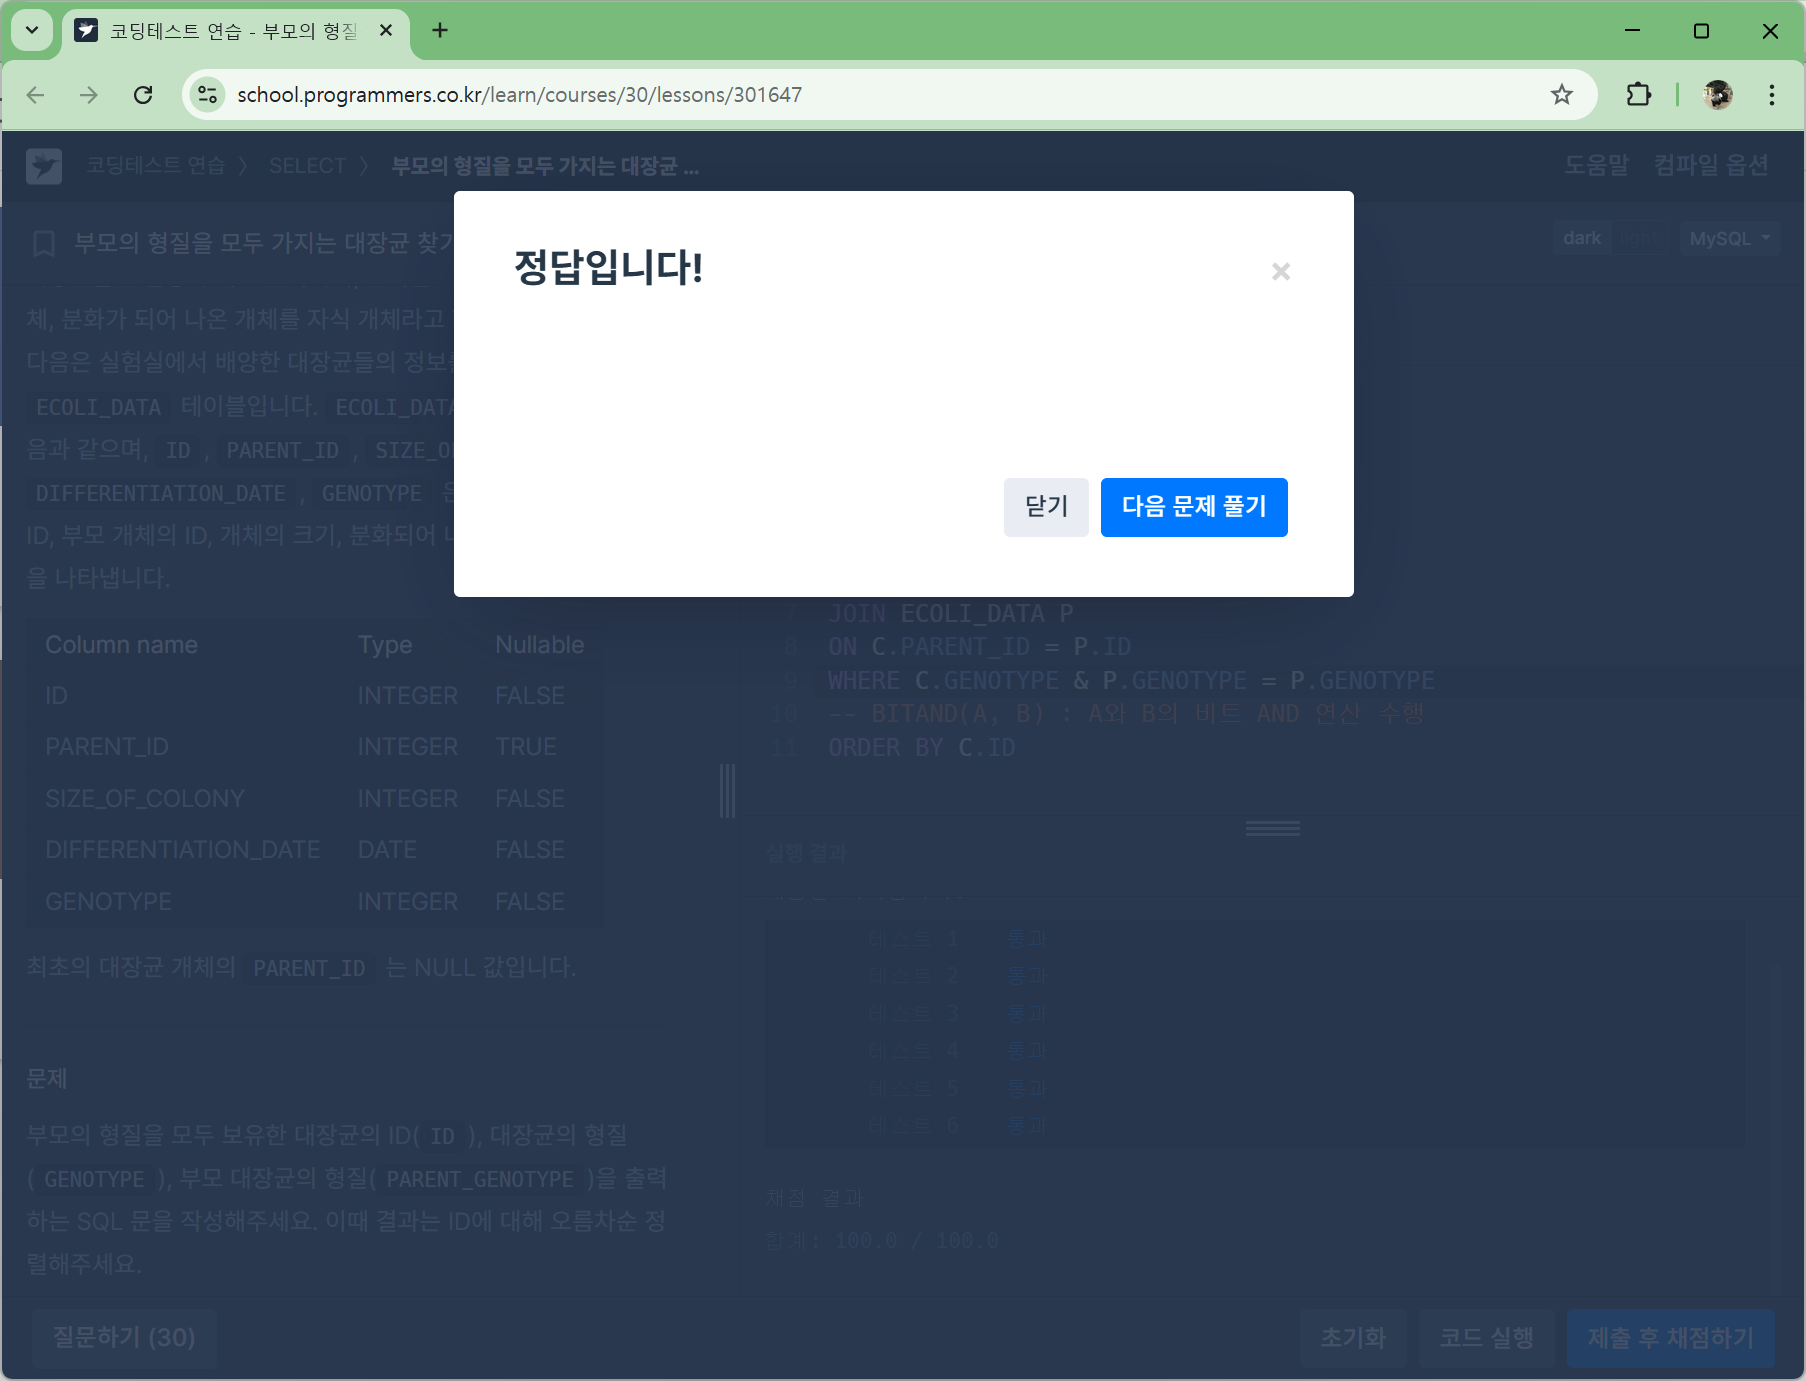 코딩테스트 연습 - 부모의 형질
school.programmers.co.kr/learn/courses/30/lessons/301647
코딩테스트 연습 〉 SELECT 〉 부모의 형질을 모두 가지는 대장균 ...
도움말 컴파일 옵션
부모의 형질을 모두 가지는 대장균 찾기
dark light MySQL
정답입니다!
×
닫기 다음 문제 풀기
체, 분화가 되어 나온 개체를 자식 개체라고
다음은 실험실에서 배양한 대장균들의 정보를
ECOLI_DATA 테이블입니다. ECOLI_DATA
음과 같으며, ID , PARENT_ID ,
DIFFERENTIATION_DATE , GENOTYPE 은
ID, 부모 개체의 ID, 개체의 크기, 분화되어
을 나타냅니다.
Column name Type Nullable
ID INTEGER FALSE
PARENT_ID INTEGER TRUE
SIZE_OF_COLONY INTEGER FALSE
DIFFERENTIATION_DATE DATE FALSE
GENOTYPE INTEGER FALSE
최초의 대장균 개체의 PARENT_ID 는 NULL 값입니다.
문제
부모의 형질을 모두 보유한 대장균의 ID( ID ), 대장균의 형질
( GENOTYPE ), 부모 대장균의 형질( PARENT_GENOTYPE )을 출력
하는 SQL 문을 작성해주세요. 이때 결과는 ID에 대해 오름차순 정
렬해주세요.
7 JOIN ECOLI_DATA P
8 ON C.PARENT_ID = P.ID
9 WHERE C.GENOTYPE & P.GENOTYPE = P.GENOTYPE
10 -- BITAND(A, B) : A와 B의 비트 AND 연산 수행
11 ORDER BY C.ID
실행 결과
테스트 1 통과
테스트 2 통과
테스트 3 통과
테스트 4 통과
테스트 5 통과
테스트 6 통과
채점 결과
합계: 100.0 / 100.0
질문하기 (30) 초기화 코드 실행 제출 후 채점하기